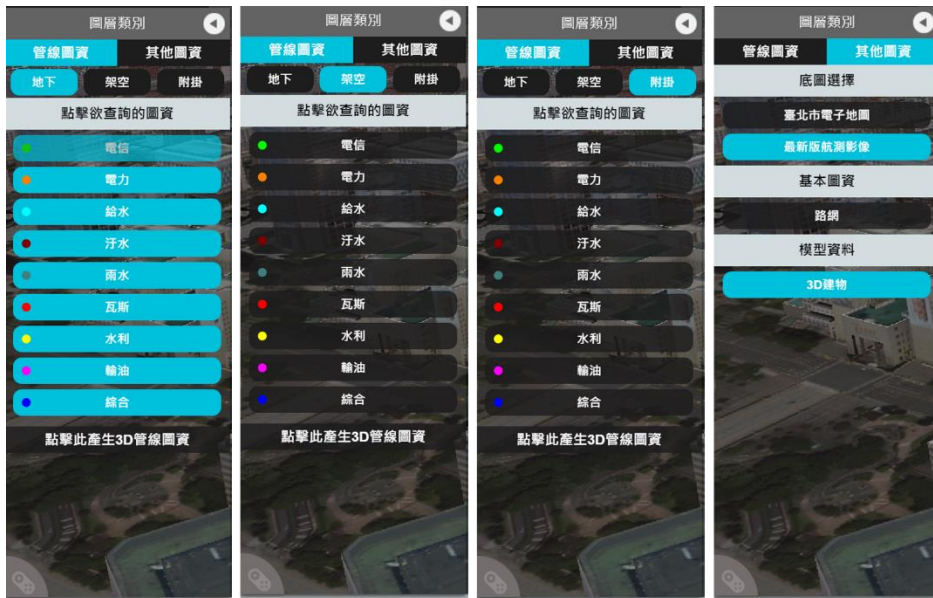 圖層類別
管線圖資 其他圖資
地下 架空 附掛
點擊欲查詢的圖資
電信
電力
給水
汙水
雨水
瓦斯
水利
輸油
綜合
點擊此產生3D管線圖資
圖層類別
管線圖資 其他圖資
地下 架空 附掛
點擊欲查詢的圖資
電信
電力
給水
汙水
雨水
瓦斯
水利
輸油
綜合
點擊此產生3D管線圖資
圖層類別
管線圖資 其他圖資
地下 架空 附掛
點擊欲查詢的圖資
電信
電力
給水
汙水
雨水
瓦斯
水利
輸油
綜合
點擊此產生3D管線圖資
圖層類別
管線圖資 其他圖資
底圖選擇
臺北市電子地圖
最新版航測影像
基本圖資
路網
模型資料
3D建物